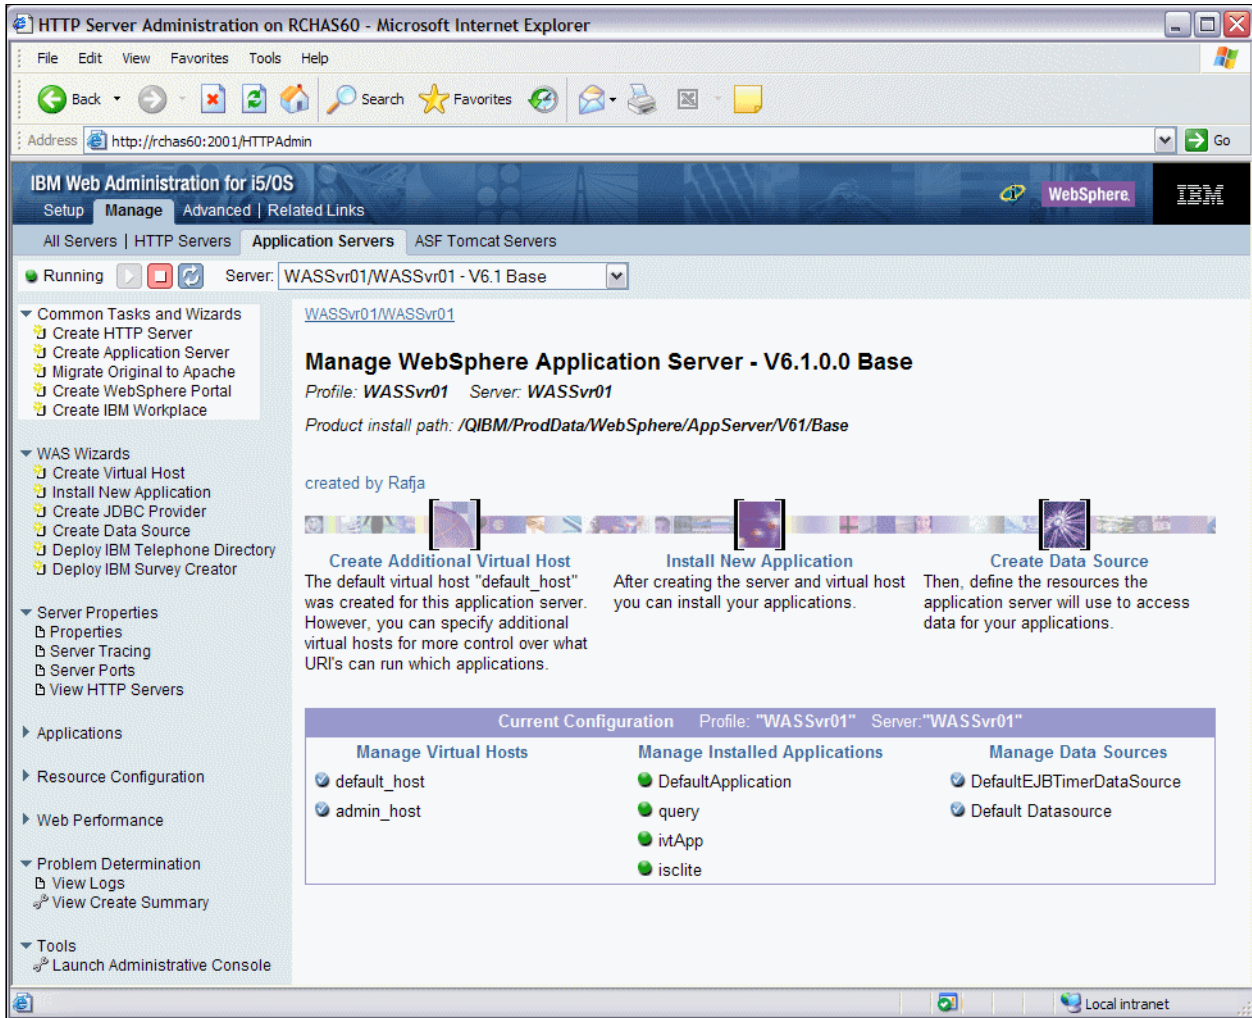 HTTP Server Administration on RCHAS60 - Microsoft Internet Explorer
File Edit View Favorites Tools Help
Back Search Favorites
Address http://rchas60:2001/HTTPAdmin Go
IBM Web Administration for i5/OS
Setup Manage Advanced | Related Links
WebSphere. IBM
All Servers | HTTP Servers Application Servers ASF Tomcat Servers
Running Server: WASSvr01/WASSvr01 - V6.1 Base
Common Tasks and Wizards
Create HTTP Server
Create Application Server
Migrate Original to Apache
Create WebSphere Portal
Create IBM Workplace
WAS Wizards
Create Virtual Host
Install New Application
Create JDBC Provider
Create Data Source
Deploy IBM Telephone Directory
Deploy IBM Survey Creator
Server Properties
Properties
Server Tracing
Server Ports
View HTTP Servers
Applications
Resource Configuration
Web Performance
Problem Determination
View Logs
View Create Summary
Tools
Launch Administrative Console
WASSvr01/WASSvr01
Manage WebSphere Application Server - V6.1.0.0 Base
Profile: WASSvr01 Server: WASSvr01
Product install path: /QIBM/ProdData/WebSphere/AppServer/V61/Base
created by Rafja
Create Additional Virtual Host
The default virtual host "default_host"
was created for this application server.
However, you can specify additional
virtual hosts for more control over what
URI's can run which applications.
Install New Application
After creating the server and virtual host
you can install your applications.
Create Data Source
Then, define the resources the
application server will use to access
data for your applications.
Current Configuration Profile: "WASSvr01" Server:"WASSvr01"
Manage Virtual Hosts
default_host
admin_host
Manage Installed Applications
DefaultApplication
query
ivtApp
isclite
Manage Data Sources
DefaultEJBTimerDataSource
Default Datasource
Local intranet